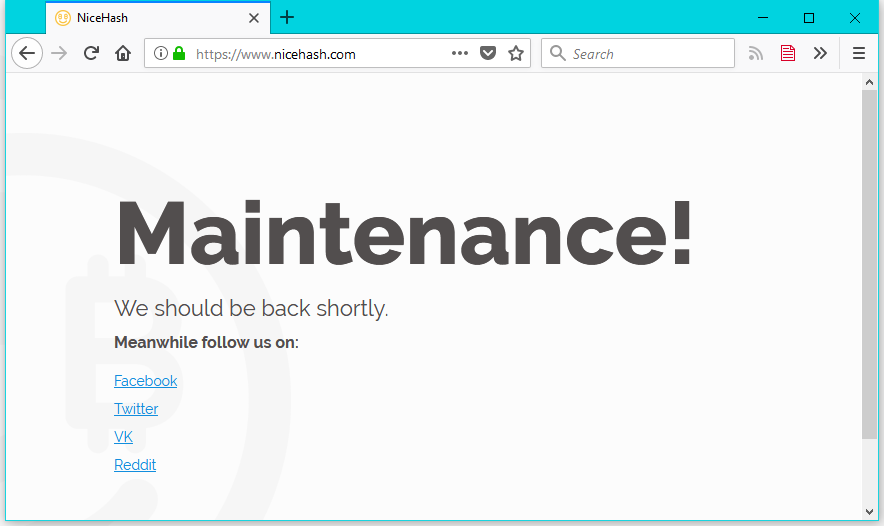 NiceHash
https://www.nicehash.com
Search
Maintenance!
We should be back shortly.
Meanwhile follow us on:
Facebook
Twitter
VK
Reddit